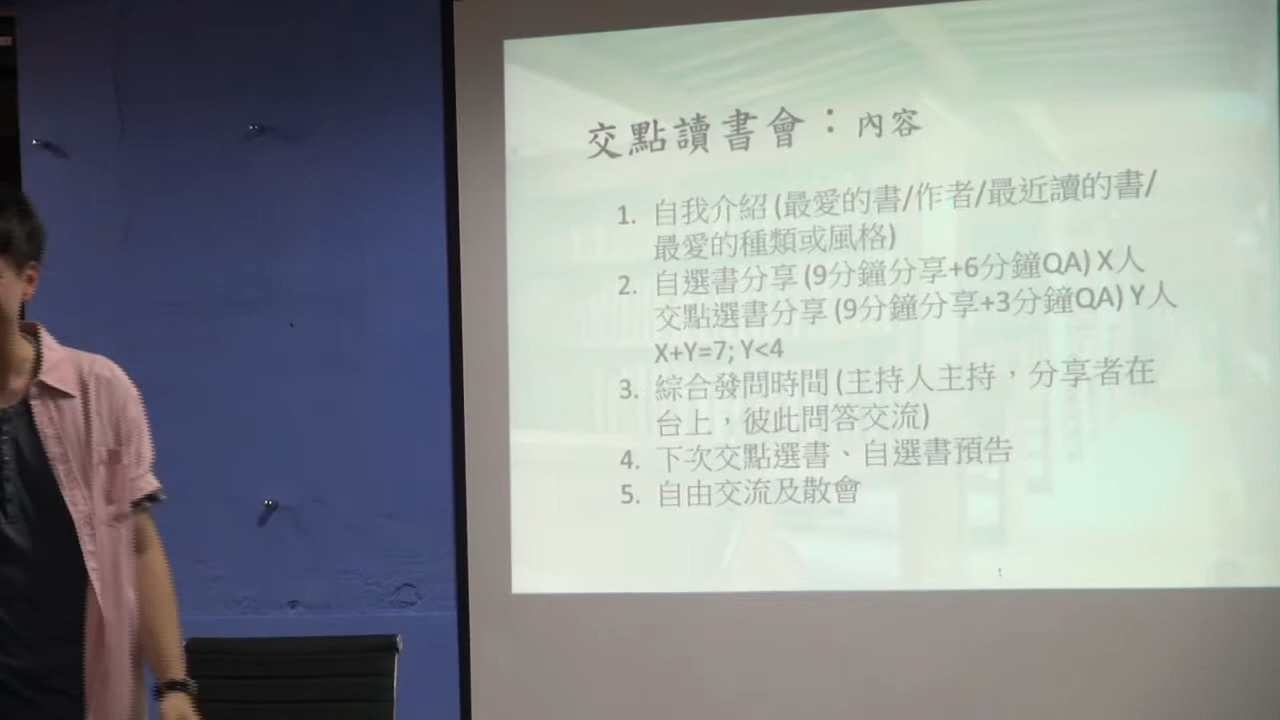 交點讀書會：內容
1. 自我介紹 (最愛的書/作者/最近讀的書/
最愛的種類或風格)
2. 自選書分享 (9分鐘分享+6分鐘QA) X人
交點選書分享 (9分鐘分享+3分鐘QA) Y人
X+Y=7; Y<4
3. 綜合發問時間 (主持人主持，分享者在
台上，彼此問答交流)
4. 下次交點選書、自選書預告
5. 自由交流及散會